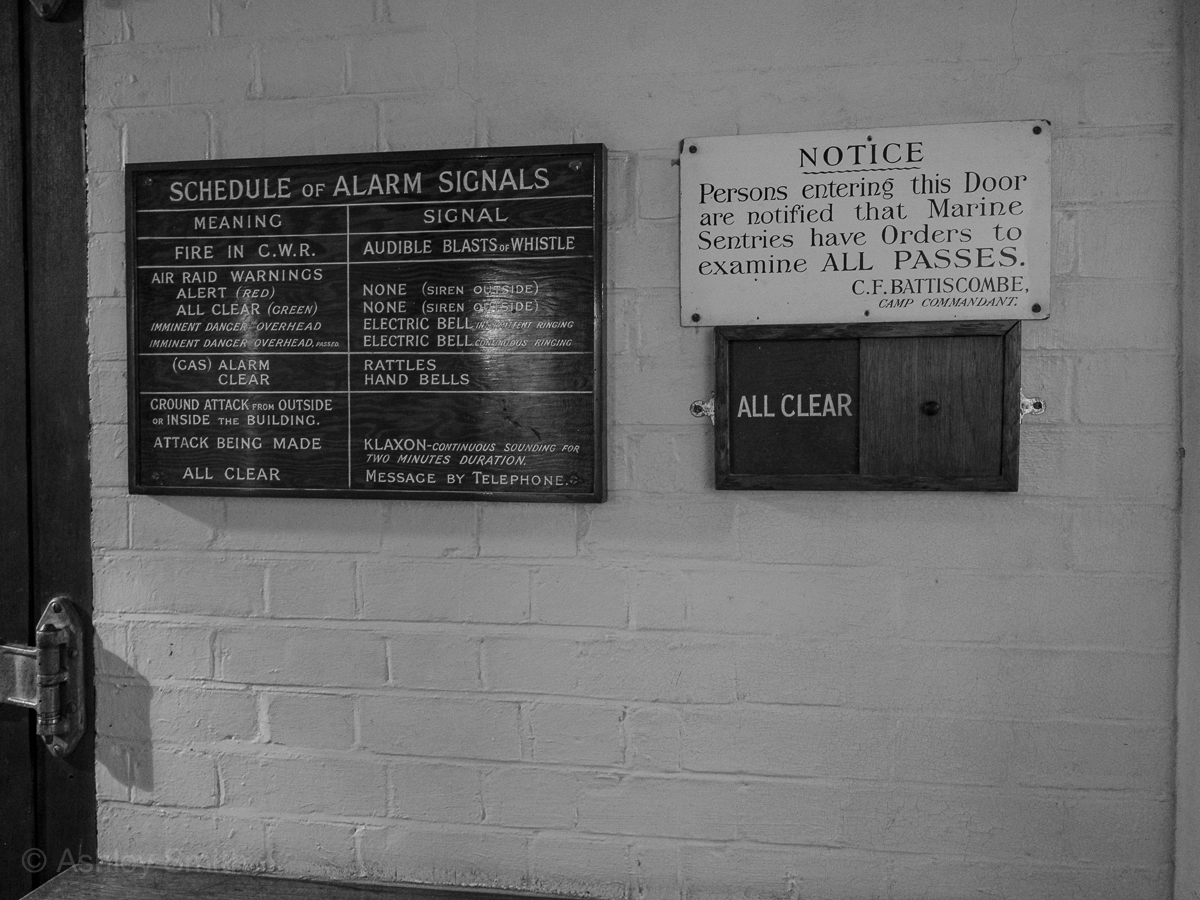 SCHEDULE OF ALARM SIGNALS
MEANING SIGNAL
FIRE IN C.W.R. AUDIBLE BLASTS OF WHISTLE
AIR RAID WARNINGS
ALERT (RED) NONE (SIREN OUTSIDE)
ALL CLEAR (GREEN) NONE (SIREN OUTSIDE)
IMMINENT DANGER OVERHEAD ELECTRIC BELL INTERMITTENT RINGING
IMMINENT DANGER OVERHEAD, PASSED. ELECTRIC BELL CONTINUOUS RINGING
(GAS) ALARM RATTLES
CLEAR HAND BELLS
GROUND ATTACK FROM OUTSIDE
OR INSIDE THE BUILDING.
ATTACK BEING MADE KLAXON-CONTINUOUS SOUNDING FOR
TWO MINUTES DURATION.
ALL CLEAR MESSAGE BY TELEPHONE.
NOTICE
Persons entering this Door
are notified that Marine
Sentries have Orders to
examine ALL PASSES.
C.F. BATTISCOMBE,
CAMP COMMANDANT.
ALL CLEAR
© Ashley Smith